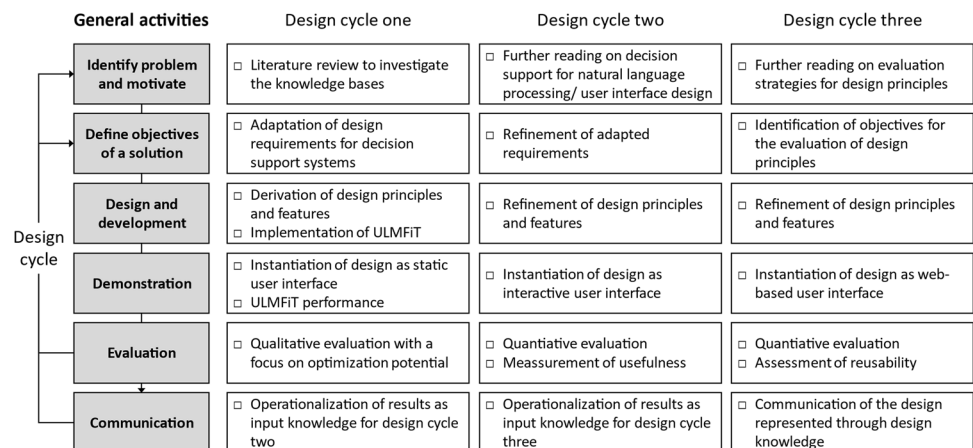 General activities
Design cycle one
Design cycle two
Design cycle three
Identify problem
and motivate
□ Literature review to investigate
the knowledge bases
□ Further reading on decision
support for natural language
processing/ user interface design
□ Further reading on evaluation
strategies for design principles
Define objectives
of a solution
□ Adaptation of design
requirements for decision
support systems
□ Refinement of adapted
requirements
□ Identification of objectives for
the evaluation of design
principles
Design and
development
□ Derivation of design principles
and features
□ Implementation of ULMFiT
□ Refinement of design principles
and features
□ Refinement of design principles
and features
Design
cycle
Demonstration
□ Instantiation of design as static
user interface
□ ULMFiT performance
□ Instantiation of design as
interactive user interface
□ Instantiation of design as web-
based user interface
Evaluation
□ Qualitative evaluation with a
focus on optimization potential
□ Quantiative evaluation
□ Meassurement of usefulness
□ Quantiative evaluation
□ Assessment of reusability
Communication
□ Operationalization of results as
input knowledge for design cycle
two
□ Operationalization of results as
input knowledge for design cycle
three
□ Communication of the design
represented through design
knowledge